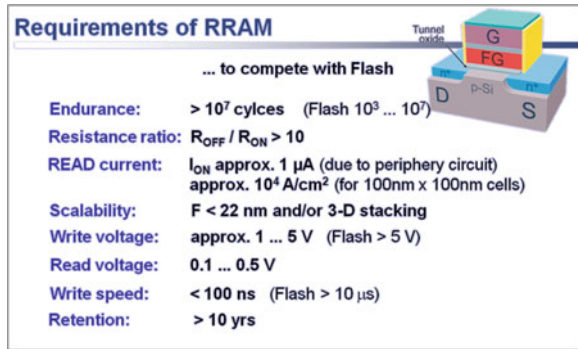 Requirements of RRAM
Tunnel
oxide
G
FG
n+
p-Si
n+
D
S
... to compete with Flash
Endurance: > 10⁷ cylces (Flash 10³ ... 10⁷)
Resistance ratio: R_OFF / R_ON > 10
READ current: I_ON approx. 1 µA (due to periphery circuit)
approx. 10⁴ A/cm² (for 100nm x 100nm cells)
Scalability: F < 22 nm and/or 3-D stacking
Write voltage: approx. 1 ... 5 V (Flash > 5 V)
Read voltage: 0.1 ... 0.5 V
Write speed: < 100 ns (Flash > 10 µs)
Retention: > 10 yrs